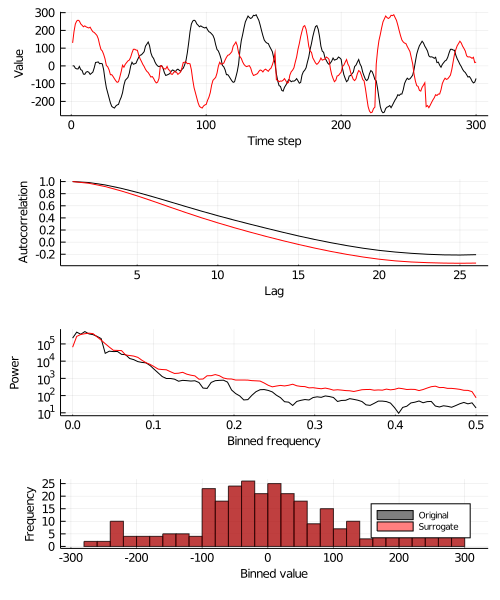 300
200
100
0
-100
-200
Value
0 100 200 300
Time step
1.0
0.8
0.6
0.4
0.2
-0.0
-0.2
Autocorrelation
5 10 15 20 25
Lag
10^5
10^4
10^3
10^2
10^1
Power
0.0 0.1 0.2 0.3 0.4 0.5
Binned frequency
25
20
15
10
5
0
Frequency
Original
Surrogate
-300 -200 -100 0 100 200 300
Binned value